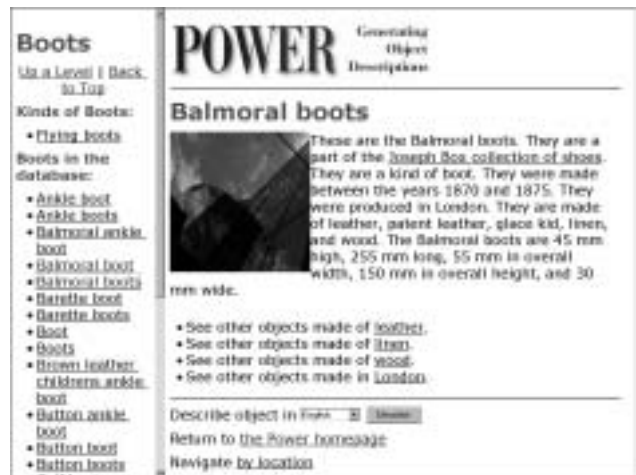 Boots
Up a Level | Back
to Top
Kinds of Boots:
• Flying boots
Boots in the
database:
• Ankle boot
• Ankle boots
• Balmoral ankle
boot
• Balmoral boot
• Balmoral boots
• Barette boot
• Barette boots
• Boot
• Boots
• Brown leather
childrens ankle
boot
• Button ankle
boot
• Button boot
• Button boots
POWER Generating
Object
Descriptions
Balmoral boots
These are the Balmoral boots. They are a
part of the Joseph Box collection of shoes.
They are a kind of boot. They were made
between the years 1870 and 1875. They
were produced in London. They are made
of leather, patent leather, glace kid, linen,
and wood. The Balmoral boots are 45 mm
high, 255 mm long, 55 mm in overall
width, 150 mm in overall height, and 30
mm wide.
• See other objects made of leather.
• See other objects made of linen.
• See other objects made of wood.
• See other objects made in London
Describe object in English
Return to the Power homepage
Navigate by location